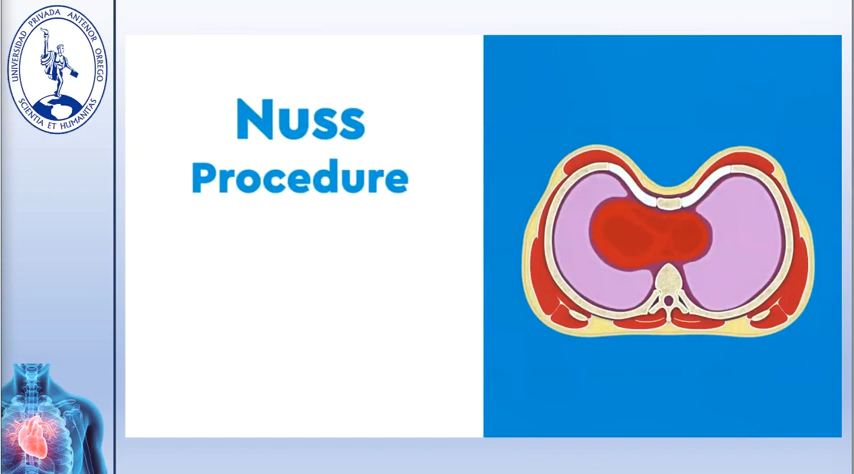 UNIVERSIDAD PRIVADA ANTENOR ORREGO
SCIENTIA ET HUMANITAS
Nuss
Procedure